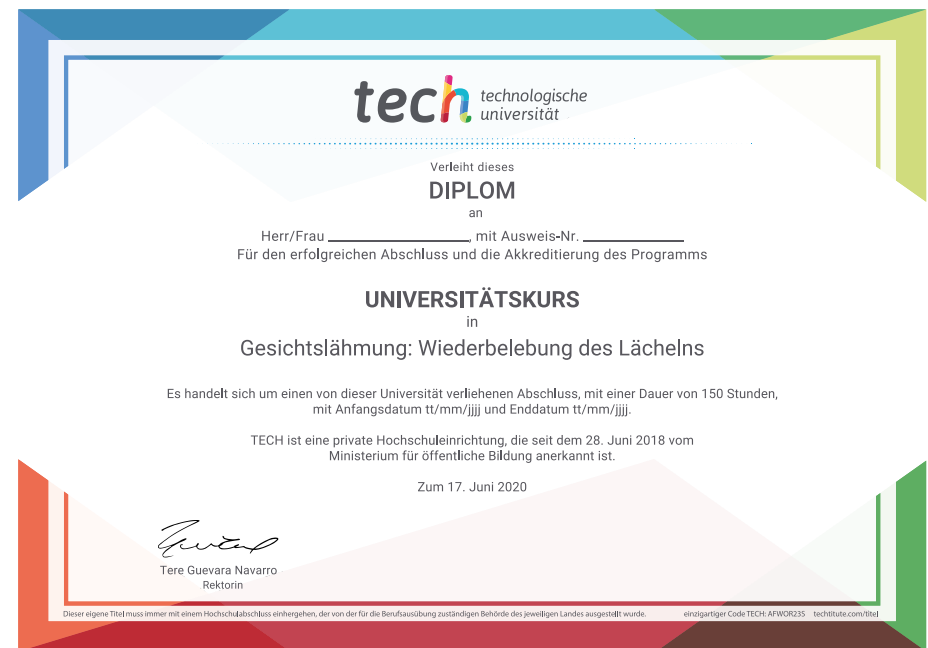 tech technologische
universität
Verleiht dieses
DIPLOM
an
Herr/Frau ____________________, mit Ausweis-Nr. ______________
Für den erfolgreichen Abschluss und die Akkreditierung des Programms
UNIVERSITÄTSKURS
in
Gesichtslähmung: Wiederbelebung des Lächelns
Es handelt sich um einen von dieser Universität verliehenen Abschluss, mit einer Dauer von 150 Stunden,
mit Anfangsdatum tt/mm/jjjj und Enddatum tt/mm/jjjj.
TECH ist eine private Hochschuleinrichtung, die seit dem 28. Juni 2018 vom
Ministerium für öffentliche Bildung anerkannt ist.
Zum 17. Juni 2020
Tere Guevara Navarro
Rektorin
Dieser eigene Titel muss immer mit einem Hochschulabschluss einhergehen, der von der für die Berufsausübung zuständigen Behörde des jeweiligen Landes ausgestellt wurde. einzigartiger Code TECH: AFWOR23S techtitute.com/titel